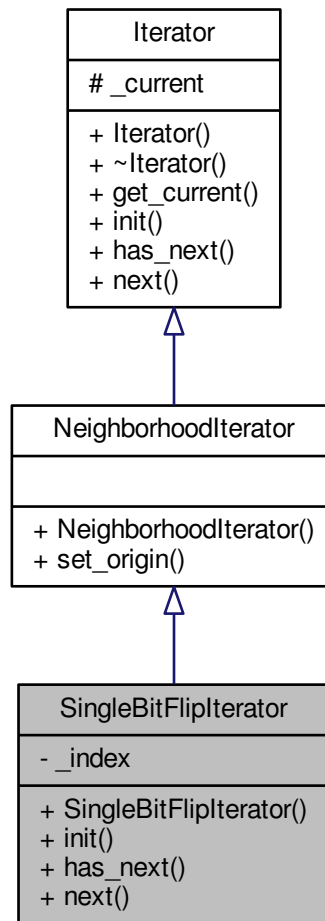 Iterator
# _current
+ Iterator()
+ ~Iterator()
+ get_current()
+ init()
+ has_next()
+ next()
NeighborhoodIterator
+ NeighborhoodIterator()
+ set_origin()
SingleBitFlipIterator
- _index
+ SingleBitFlipIterator()
+ init()
+ has_next()
+ next()